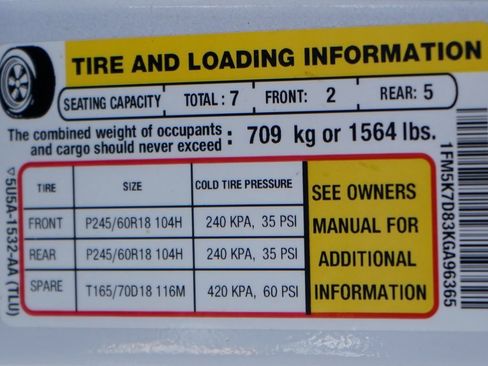 TIRE AND LOADING INFORMATION
SEATING CAPACITY TOTAL : 7 FRONT: 2 REAR: 5
The combined weight of occupants
and cargo should never exceed : 709 kg or 1564 lbs.
TIRE SIZE COLD TIRE PRESSURE
FRONT P245/60R18 104H 240 KPA, 35 PSI
REAR P245/60R18 104H 240 KPA, 35 PSI
SPARE T165/70D18 116M 420 KPA, 60 PSI
SEE OWNERS
MANUAL FOR
ADDITIONAL
INFORMATION
▽5U5A-1532-AA (TLU)
1FM5K7D83KGA96365